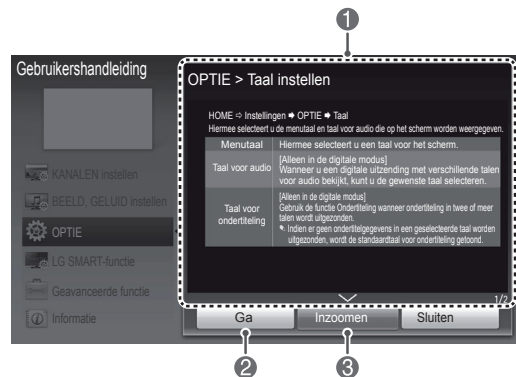 1
Gebruikershandleiding
KANALEN instellen
BEELD, GELUID instellen
OPTIE
LG SMART-functie
Geavanceerde functie
Informatie
OPTIE > Taal instellen
HOME ⇨ Instellingen ➡ OPTIE ➡ Taal
Hiermee selecteert u de menutaal en taal voor audio die op het scherm worden weergegeven.
Menutaal Hiermee selecteert u een taal voor het scherm.
Taal voor audio
[Alleen in de digitale modus]
Wanneer u een digitale uitzending met verschillende talen
voor audio bekijkt, kunt u de gewenste taal selecteren.
Taal voor
ondertiteling
[Alleen in de digitale modus]
Gebruik de functie Ondertiteling wanneer ondertiteling in twee of meer
talen wordt uitgezonden.
Indien er geen ondertitelgegevens in een geselecteerde taal worden
uitgezonden, wordt de standaardtaal voor ondertiteling getoond.
1/2
Ga Inzoomen Sluiten
2 3